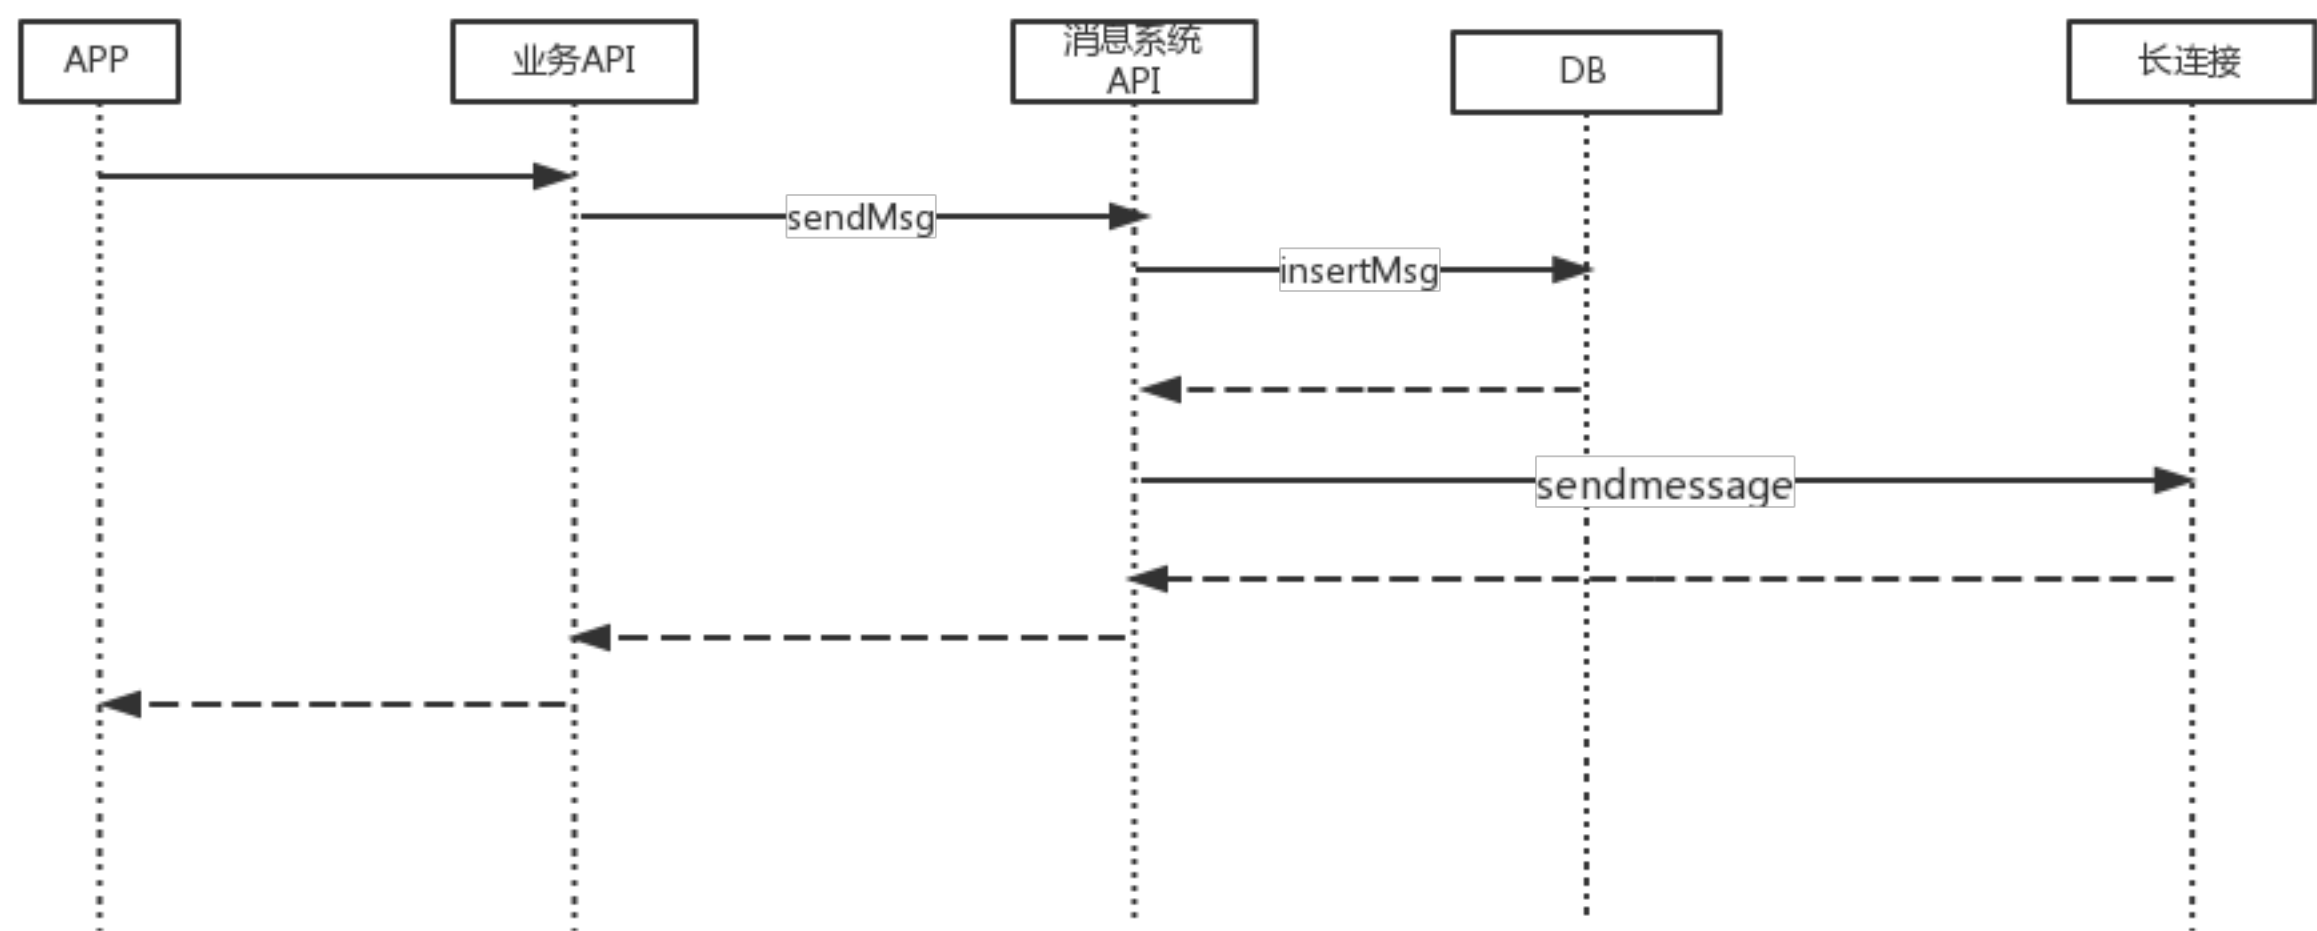 APP
业务API
消息系统
API
DB
长连接
sendMsg
insertMsg
sendmessage